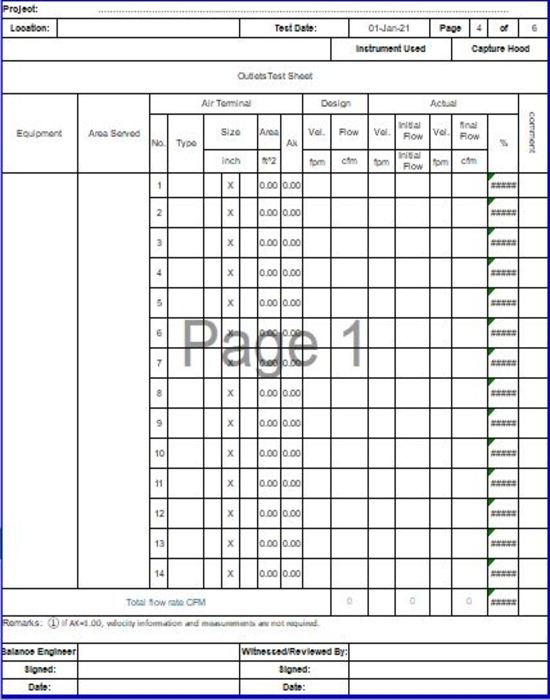 Project: ........................................................................
Location: Test Date: 01-Jan-21 Page 4 of 6
Instrument Used Capture Hood
Outlets Test Sheet
Equipment Area Served Air Terminal Design Actual comment
No. Type Size Area Ak Vel. Flow Vel. Initial Flow Vel. final Flow %
inch ft^2 fpm cfm fpm Initial Flow fpm cfm
1 X 0.00 0.00 #####
2 X 0.00 0.00 #####
3 X 0.00 0.00 #####
4 X 0.00 0.00 #####
5 X 0.00 0.00 #####
6 X 0.00 0.00 #####
Page 1
7 X 0.00 0.00 #####
8 X 0.00 0.00 #####
9 X 0.00 0.00 #####
10 X 0.00 0.00 #####
11 X 0.00 0.00 #####
12 X 0.00 0.00 #####
13 X 0.00 0.00 #####
14 X 0.00 0.00 #####
Total flow rate CFM 0 0 0 #####
Remarks: ① If AK=1.00, velocity information and measurements are not required.
Balance Engineer Witnessed/Reviewed By:
Signed: Signed:
Date: Date: